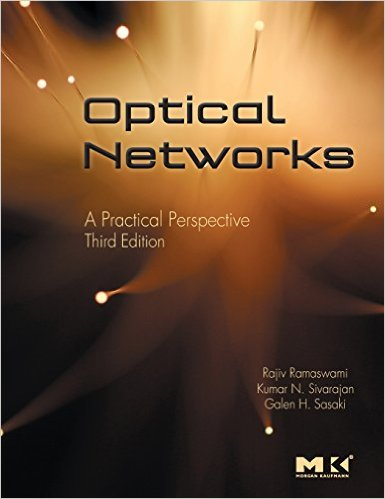 Optical
Networks
A Practical Perspective
Third Edition
Rajiv Ramaswami
Kumar N. Sivarajan
Galen H. Sasaki
MK
MORGAN KAUFMANN